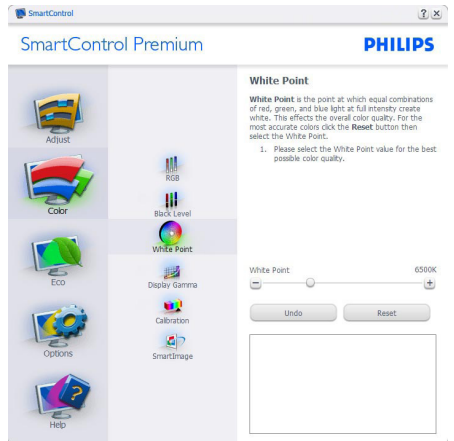 SmartControl
? x
SmartControl Premium
PHILIPS
Adjust
Color
Eco
Options
Help
RGB
Black Level
White Point
Display Gamma
Calibration
SmartImage
White Point
White Point is the point at which equal combinations
of red, green, and blue light at full intensity create
white. This effects the overall color quality. For the
most accurate colors click the Reset button then
select the White Point.
1. Please select the White Point value for the best
possible color quality.
White Point 6500K
Undo Reset